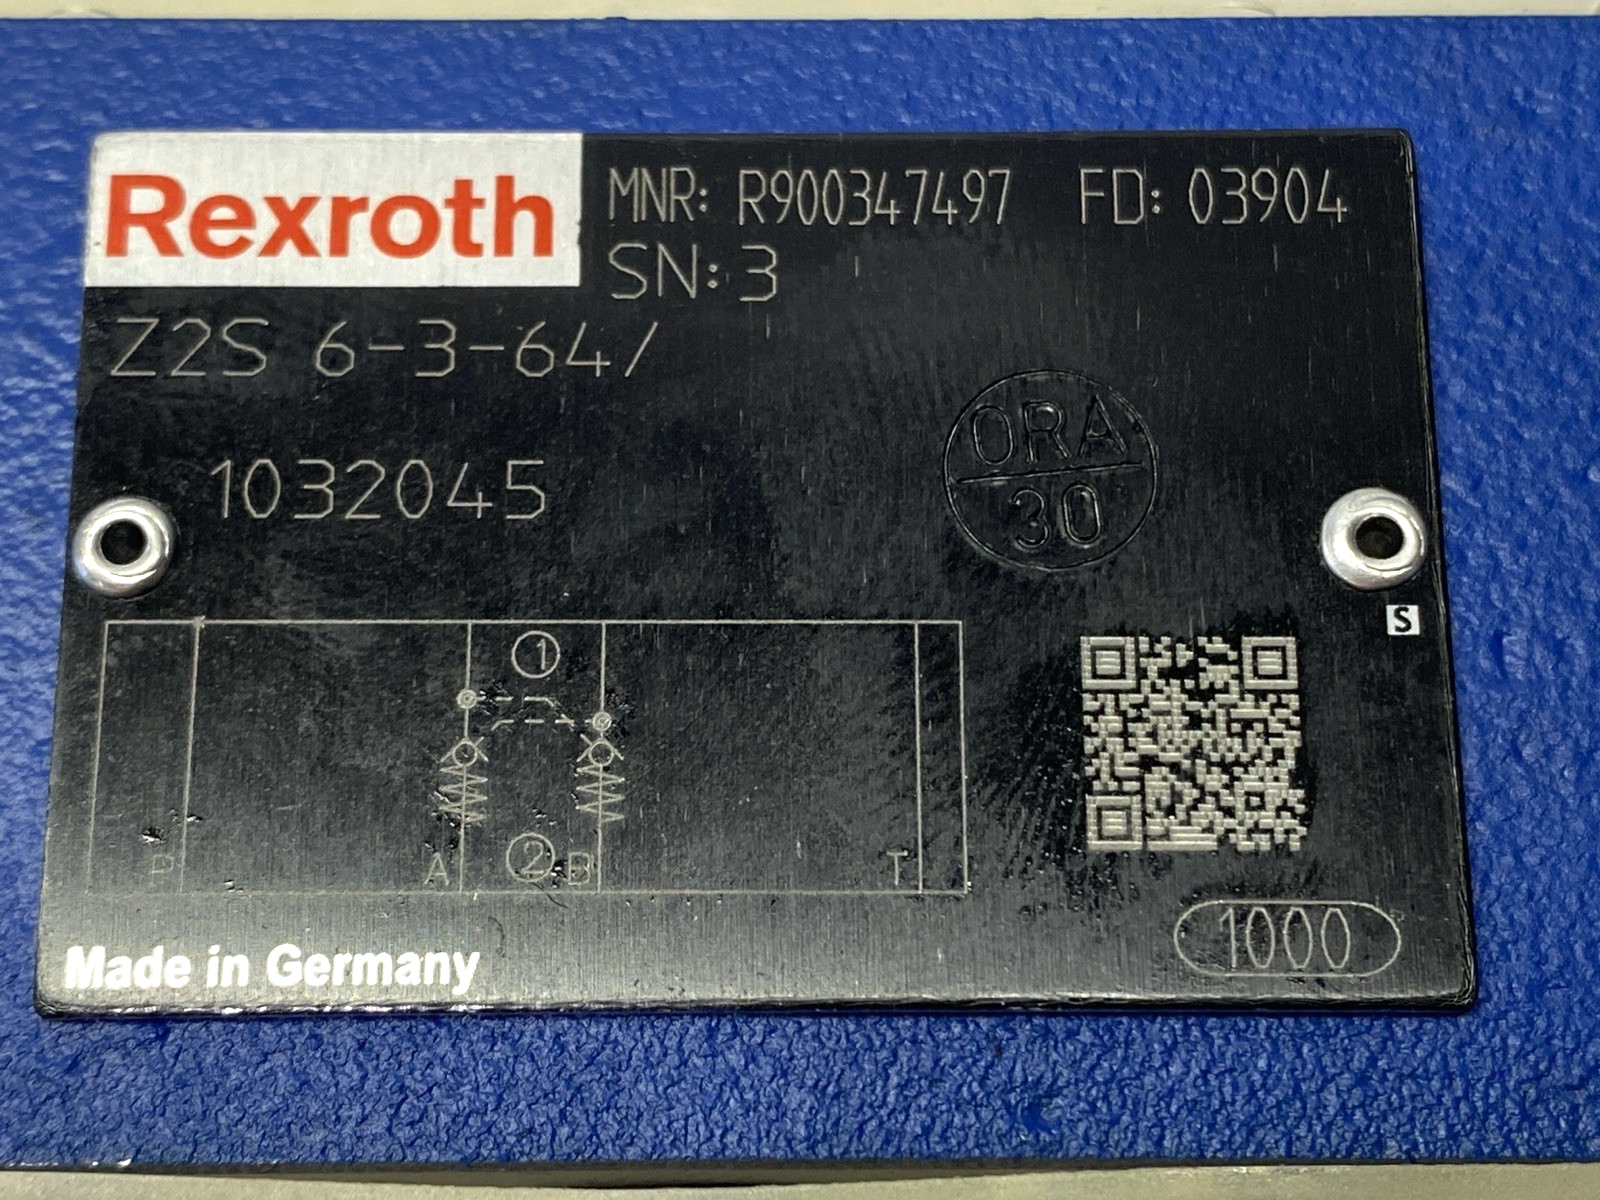 Rexroth
MNR: R900347497 FD: 03904
SN: 3
Z2S 6-3-64/
1032045
ORA
30
S
1
P A 2 B T
1000
Made in Germany